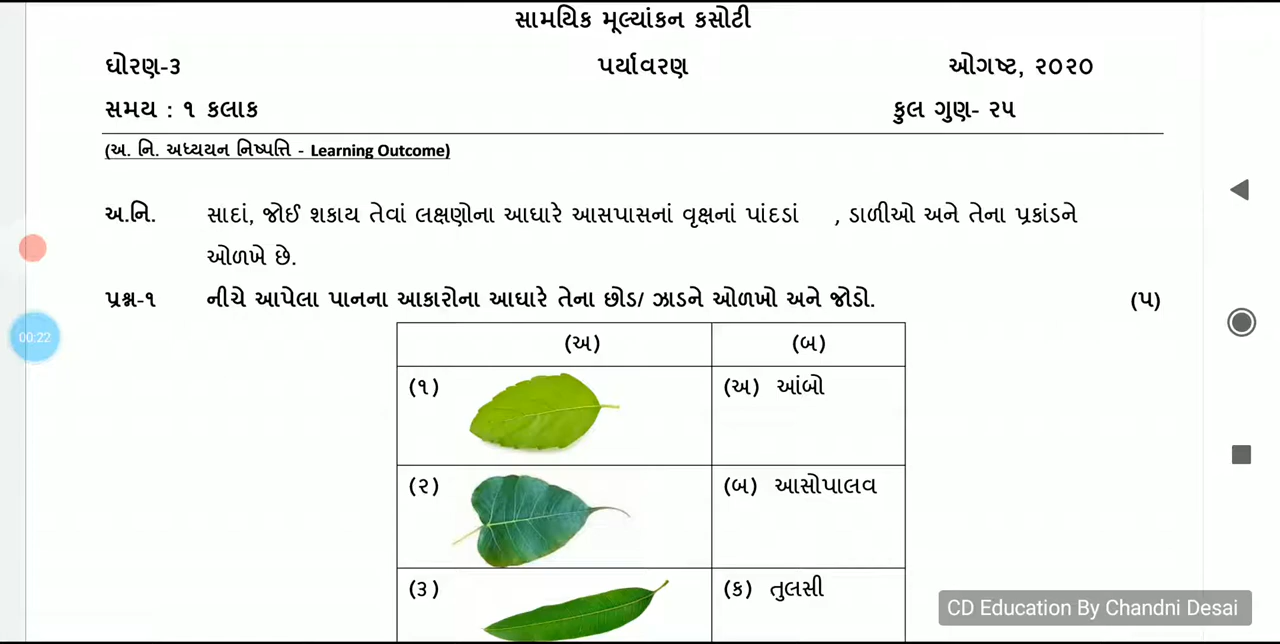 સામયિક મૂલ્યાંકન કસોટી
ધોરણ-૩ પર્યાવરણ ઓગષ્ટ, ૨૦૨૦
સમય : ૧ કલાક કુલ ગુણ- ૨૫
(અ. નિ. અધ્યયન નિષ્પત્તિ - Learning Outcome)
અ.નિ. સાદાં, જોઈ શકાય તેવાં લક્ષણોના આધારે આસપાસનાં વૃક્ષનાં પાંદડાં , ડાળીઓ અને તેના પ્રકાંડને
ઓળખે છે.
પ્રશ્ન-૧ નીચે આપેલા પાનના આકારોના આધારે તેના છોડ/ ઝાડને ઓળખો અને જોડો. (૫)
00:22
(અ) (બ)
(૧) (અ) આંબો
(૨) (બ) આસોપાલવ
(૩) (ક) તુલસી
CD Education By Chandni Desai